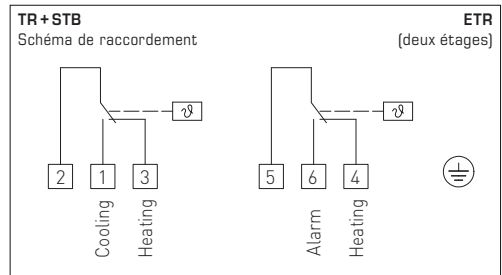 TR+STB ETR
Schéma de raccordement (deux étages)
ϑ ϑ
2 1 3 5 6 4
Cooling Heating Alarm Heating